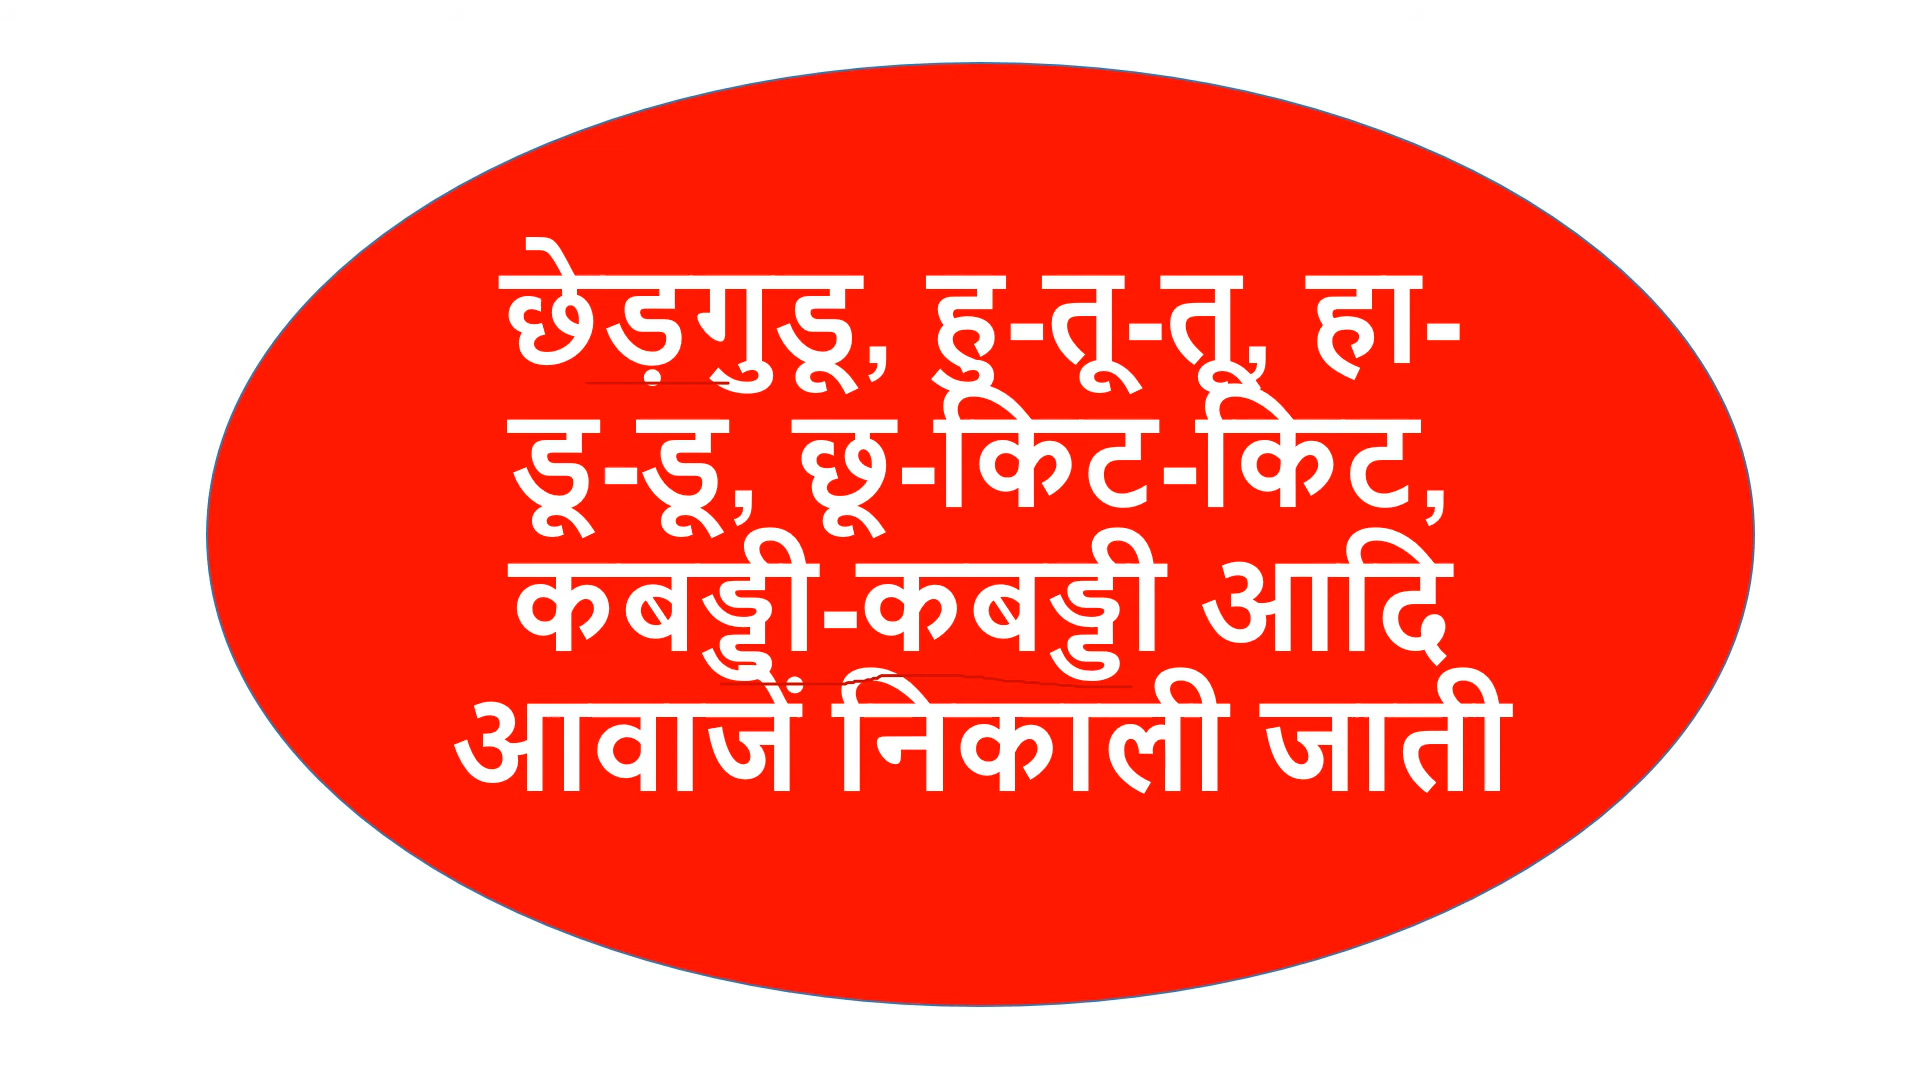 छेड़गुडू, हु-तू-तू, हा-
डू-डू, छू-किट-किट,
कबड्डी-कबड्डी आदि
आवाजें निकाली जाती